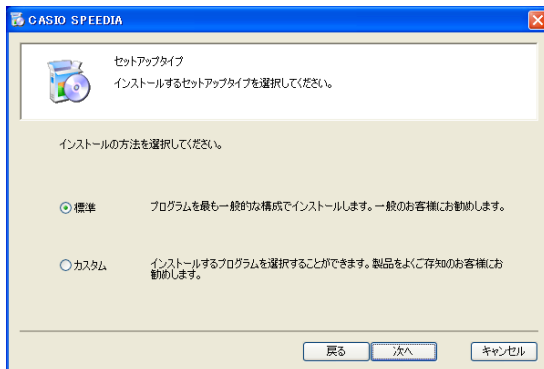 CASIO SPEEDIA
セットアップタイプ
インストールするセットアップタイプを選択してください。
インストールの方法を選択してください。
標準
プログラムを最も一般的な構成でインストールします。一般のお客様にお勧めします。
カスタム
インストールするプログラムを選択することができます。製品をよくご存知のお客様にお
勧めします。
戻る
次へ
キャンセル